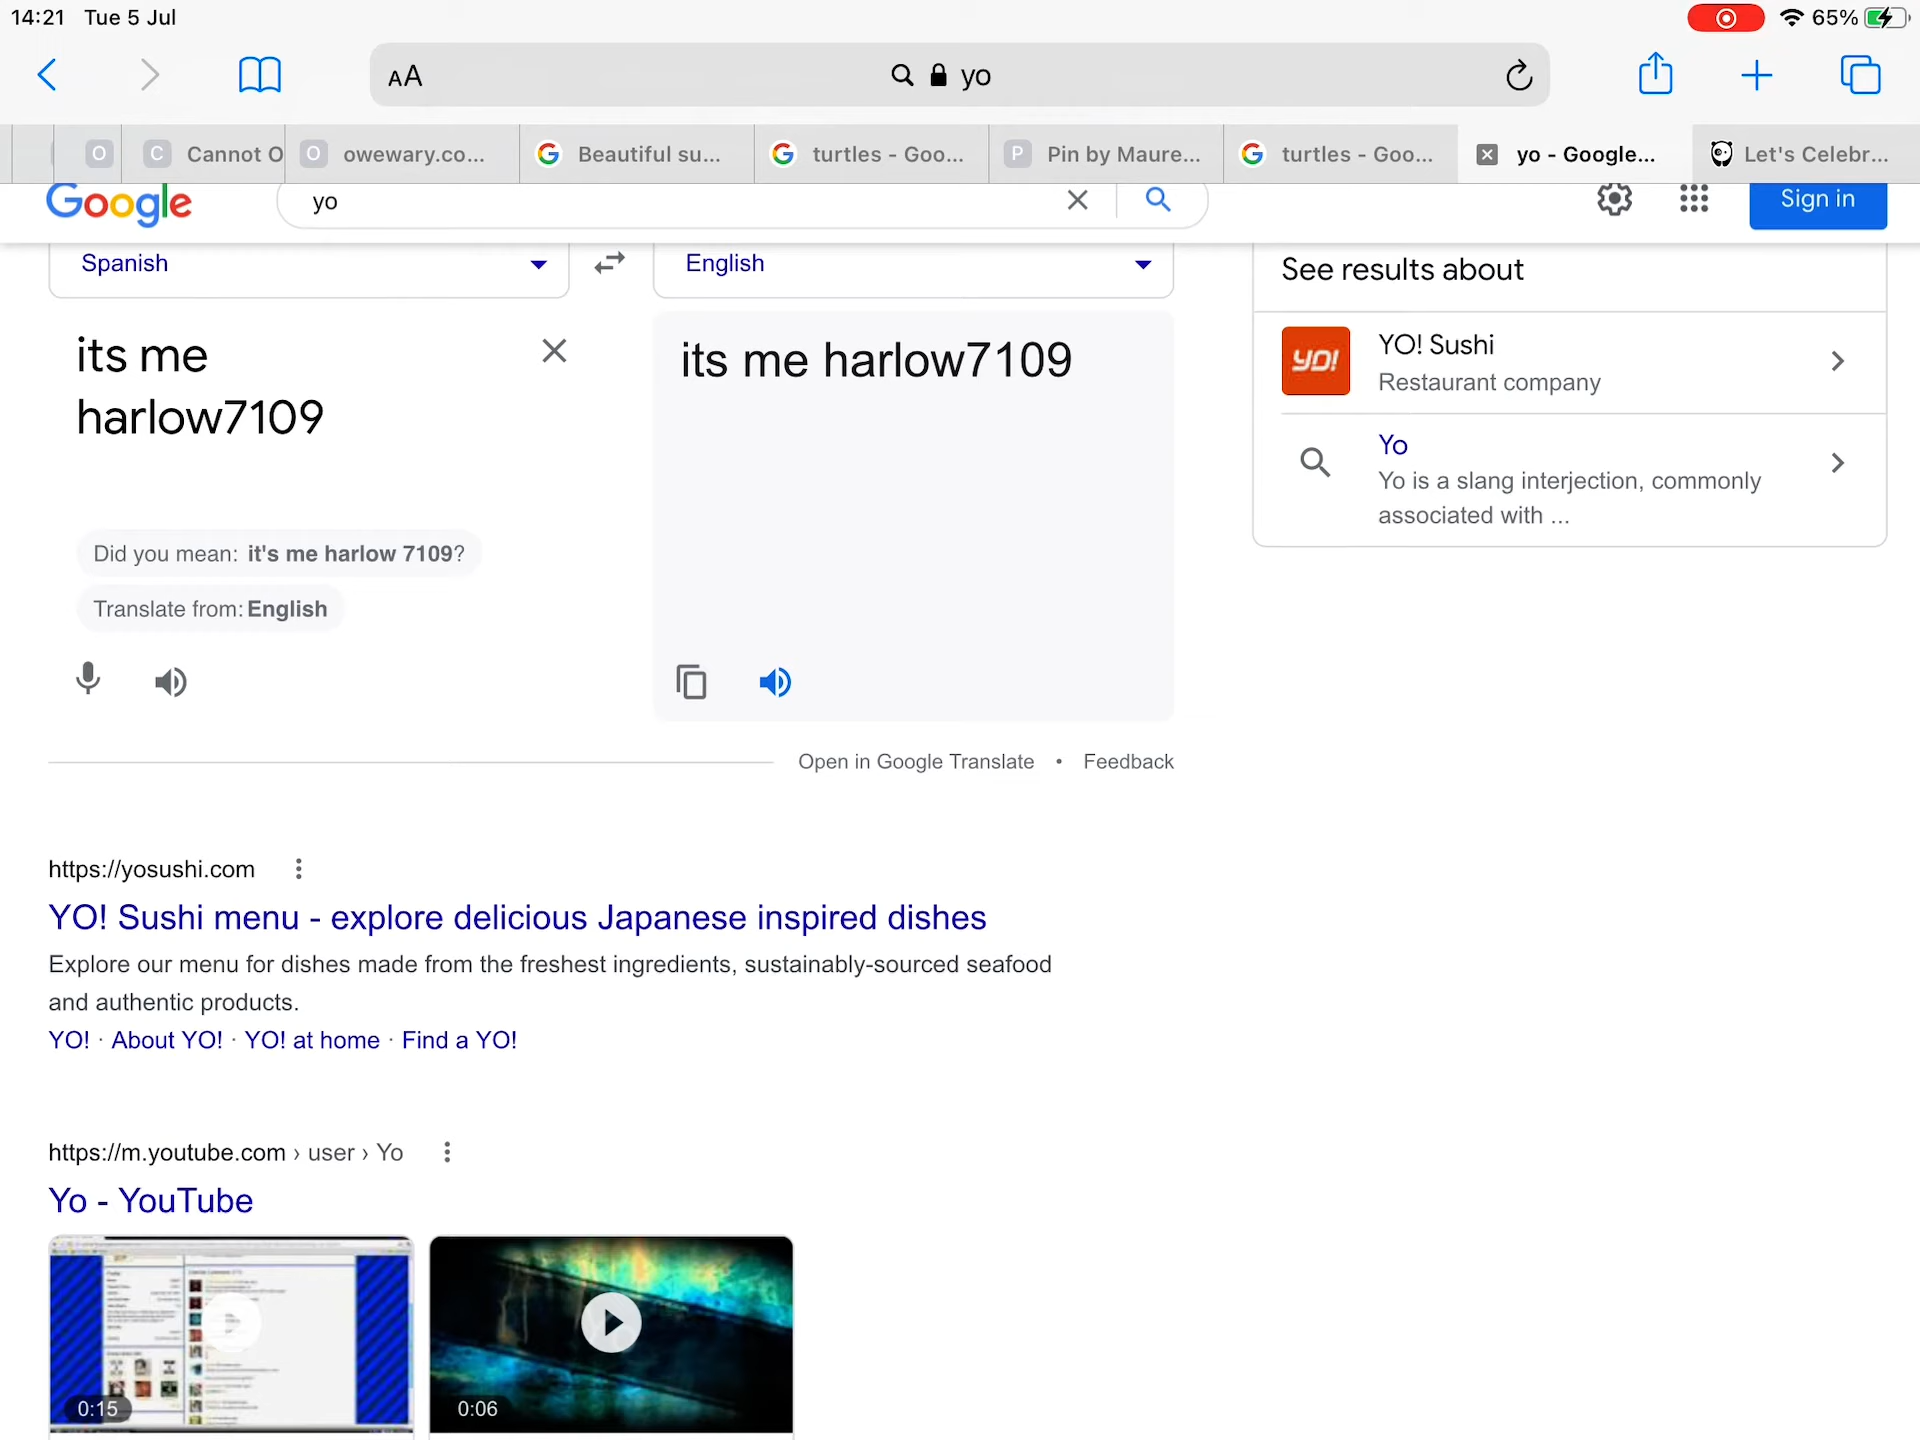 14:21 Tue 5 Jul
65%
AA
yo
O
C Cannot O
O owewary.co...
Beautiful su...
turtles - Goo...
P Pin by Maure...
turtles - Goo...
yo - Google...
Let's Celebr...
Google
yo
Sign in
Spanish
English
its me
harlow7109
its me harlow7109
Did you mean: it's me harlow 7109?
Translate from: English
Open in Google Translate • Feedback
See results about
YO!
YO! Sushi
Restaurant company
Yo
Yo is a slang interjection, commonly
associated with ...
https://yosushi.com
YO! Sushi menu - explore delicious Japanese inspired dishes
Explore our menu for dishes made from the freshest ingredients, sustainably-sourced seafood
and authentic products.
YO! · About YO! · YO! at home · Find a YO!
https://m.youtube.com › user › Yo
Yo - YouTube
0:15
0:06